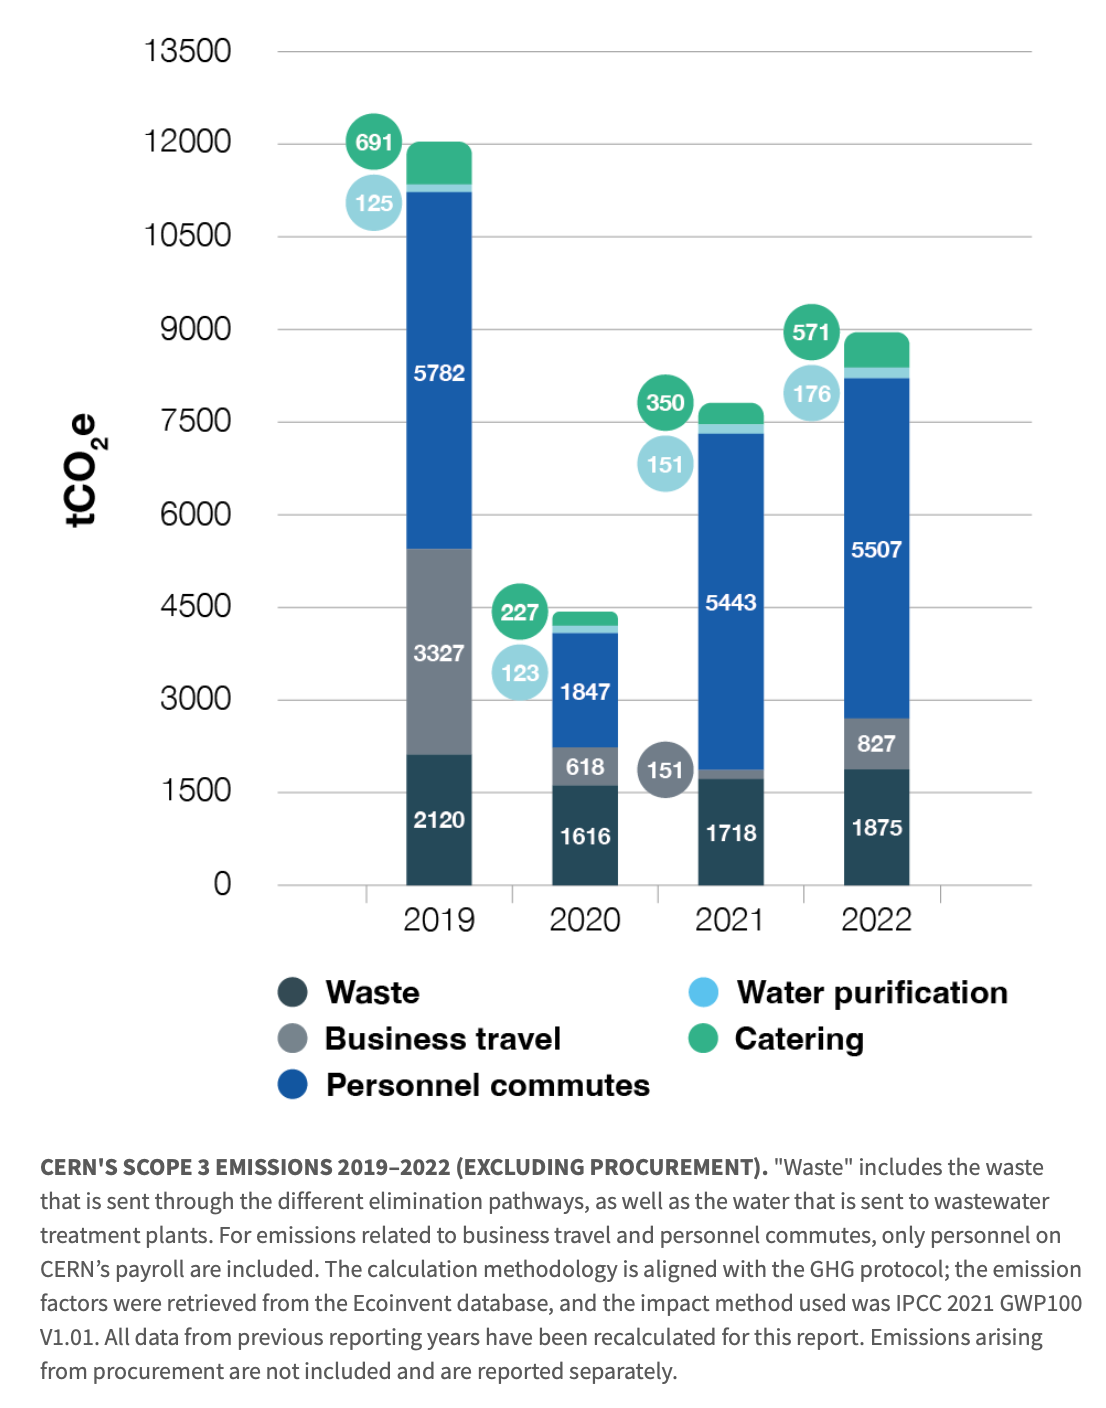 13500
12000
10500
9000
7500
6000
4500
3000
1500
0
tCO₂e
691
125
5782
3327
2120
227
123
1847
618
1616
350
151
5443
151
1718
571
176
5507
827
1875
2019 2020 2021 2022
Waste
Business travel
Personnel commutes
Water purification
Catering
CERN'S SCOPE 3 EMISSIONS 2019–2022 (EXCLUDING PROCUREMENT). "Waste" includes the waste
that is sent through the different elimination pathways, as well as the water that is sent to wastewater
treatment plants. For emissions related to business travel and personnel commutes, only personnel on
CERN’s payroll are included. The calculation methodology is aligned with the GHG protocol; the emission
factors were retrieved from the Ecoinvent database, and the impact method used was IPCC 2021 GWP100
V1.01. All data from previous reporting years have been recalculated for this report. Emissions arising
from procurement are not included and are reported separately.